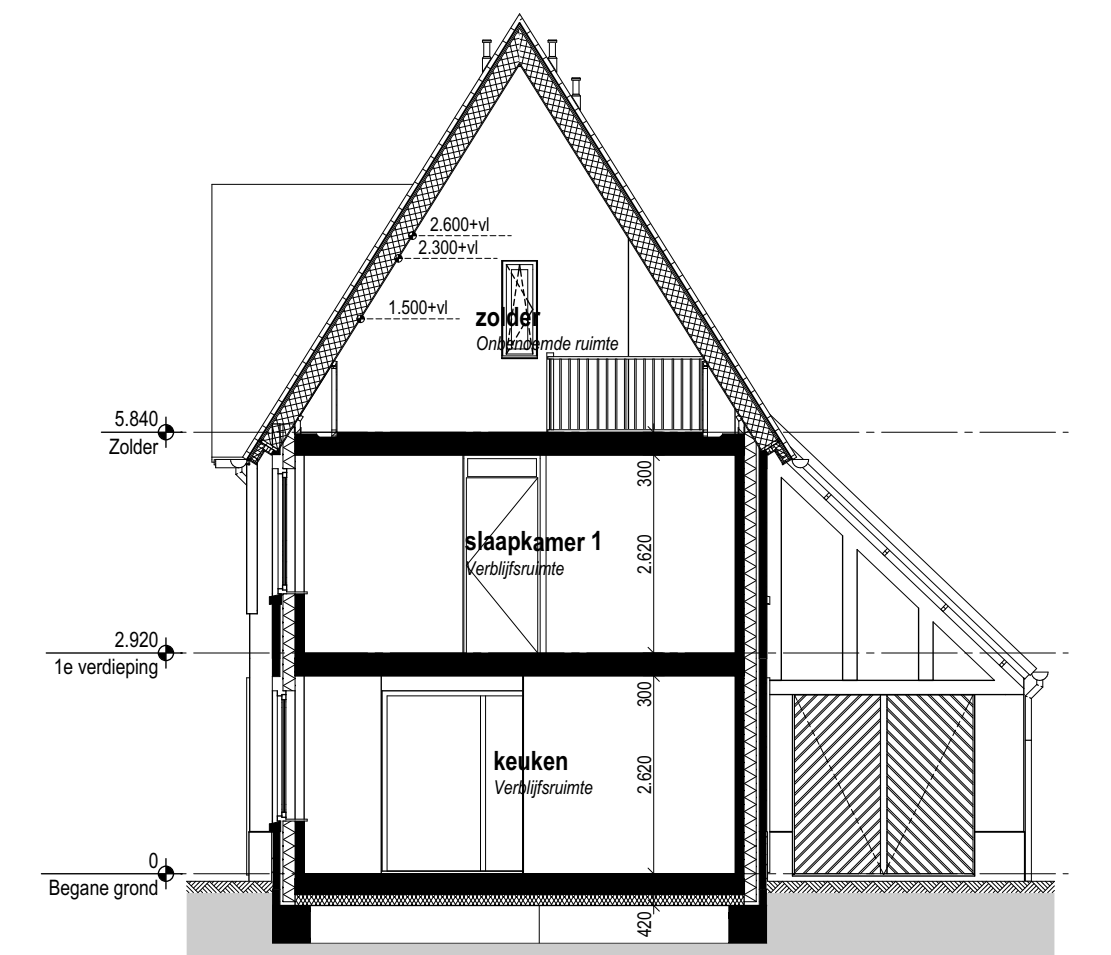 2.600+vl
2.300+vl
1.500+vl
zolder
Onbenoemde ruimte
5.840
Zolder
300
slaapkamer 1
Verblijfsruimte
2.620
2.920
1e verdieping
300
keuken
Verblijfsruimte
2.620
0
Begane grond
420